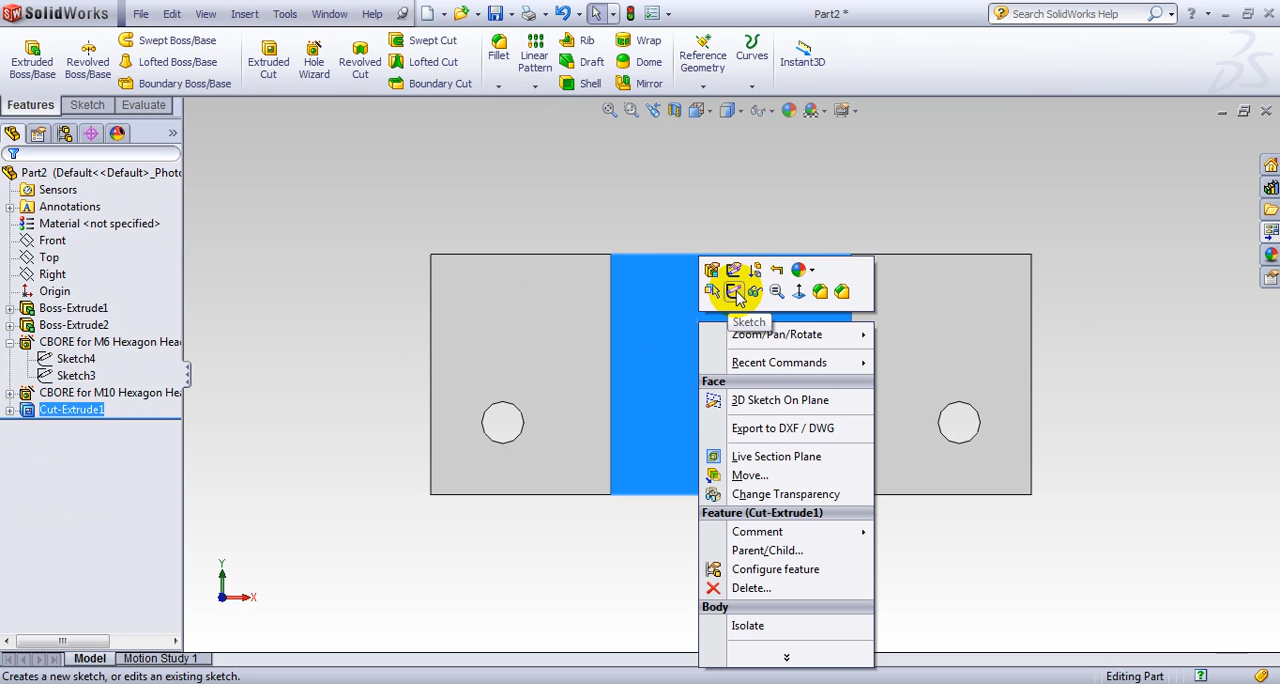 SolidWorks File Edit View Insert Tools Window Help Part2 * Search SolidWorks Help
Extruded Boss/Base
Revolved Boss/Base
Swept Boss/Base
Lofted Boss/Base
Boundary Boss/Base
Extruded Cut
Hole Wizard
Revolved Cut
Swept Cut
Lofted Cut
Boundary Cut
Fillet
Linear Pattern
Rib
Draft
Shell
Wrap
Dome
Mirror
Reference Geometry
Curves
Instant3D
Features Sketch Evaluate
Part2 (Default<<Default>_Photo
Sensors
Annotations
Material <not specified>
Front
Top
Right
Origin
Boss-Extrude1
Boss-Extrude2
CBORE for M6 Hexagon Hea
Sketch4
Sketch3
CBORE for M10 Hexagon He
Cut-Extrude1
Sketch
Zoom/Pan/Rotate
Recent Commands
Face
3D Sketch On Plane
Export to DXF / DWG
Live Section Plane
Move...
Change Transparency
Feature (Cut-Extrude1)
Comment
Parent/Child...
Configure feature
Delete...
Body
Isolate
Y
X
Model Motion Study 1
Creates a new sketch, or edits an existing sketch. Editing Part